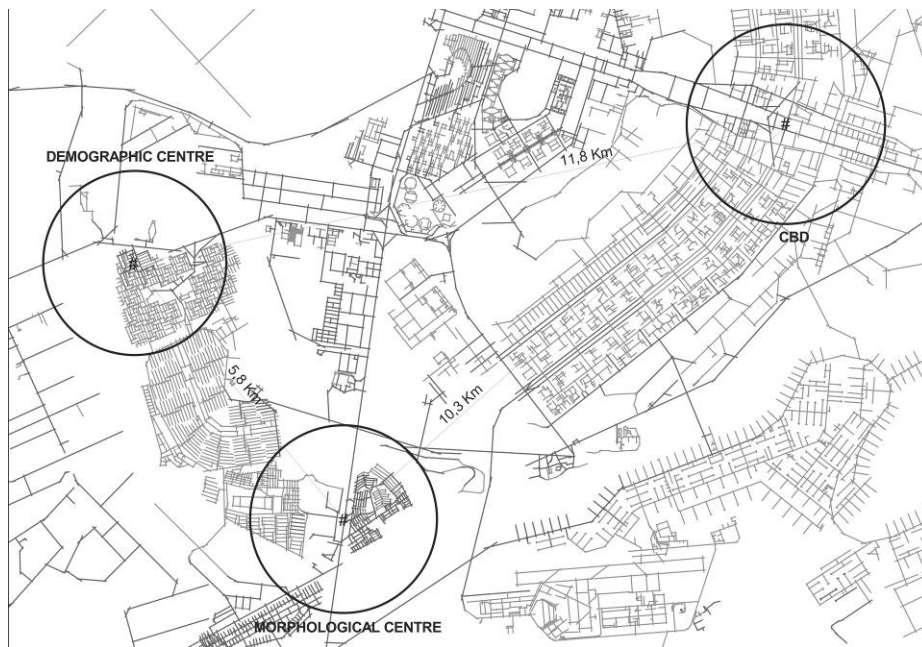 11,8 Km
#
DEMOGRAPHIC CENTRE
CBD
#
5,8 Km
10,3 Km
#
MORPHOLOGICAL CENTRE